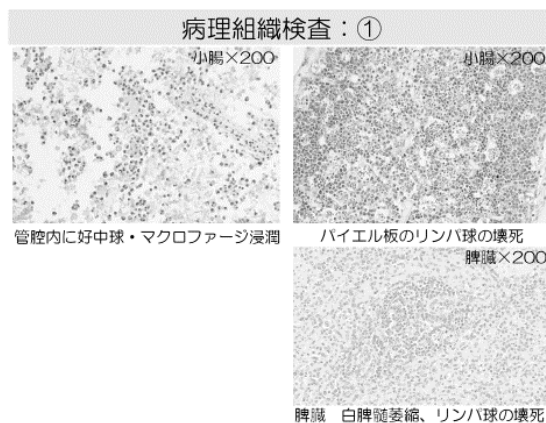 病理組織検査：①
小腸×200
小腸×200
管腔内に好中球・マクロファージ浸潤
パイエル板のリンパ球の壊死
脾臓×200
脾臓　白脾髄萎縮、リンパ球の壊死